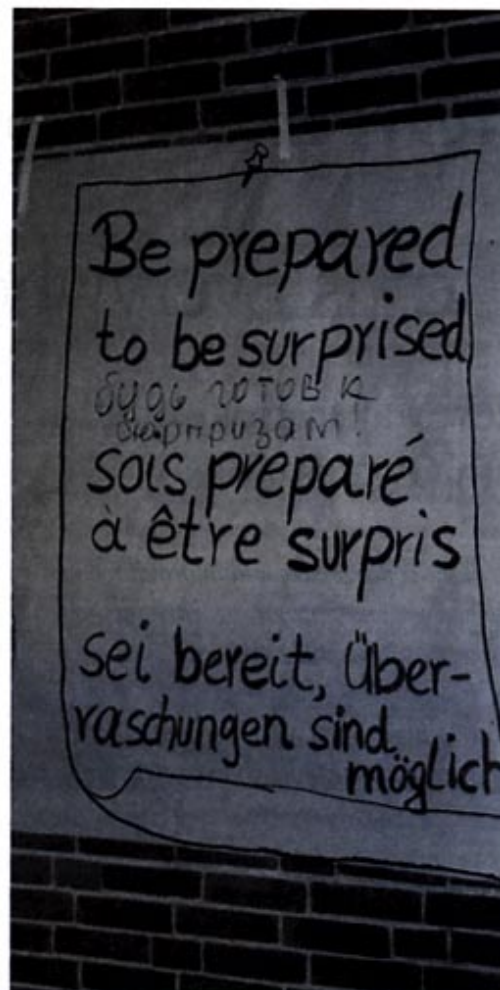 Be prepared
to be surprised
будь готов к
сюрпризам!
sois preparé
à être surpris
sei bereit, Über-
raschungen sind
möglich